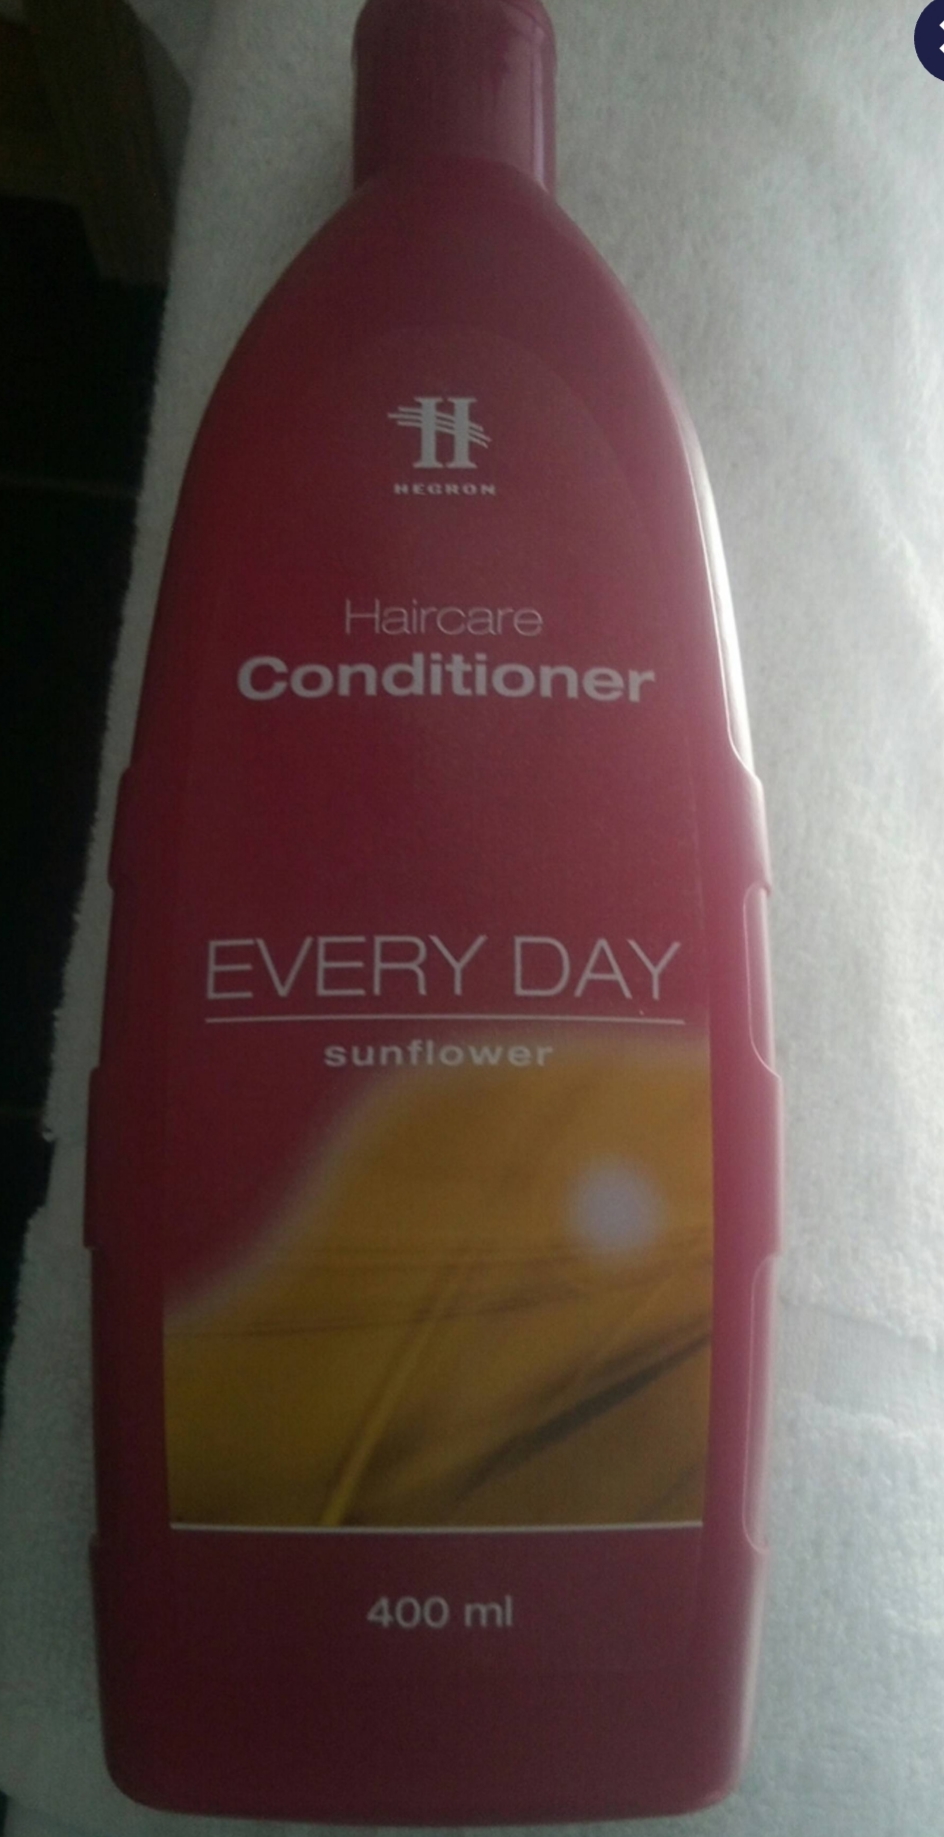 H
HEGRON
Haircare
Conditioner
EVERY DAY
sunflower
400 ml